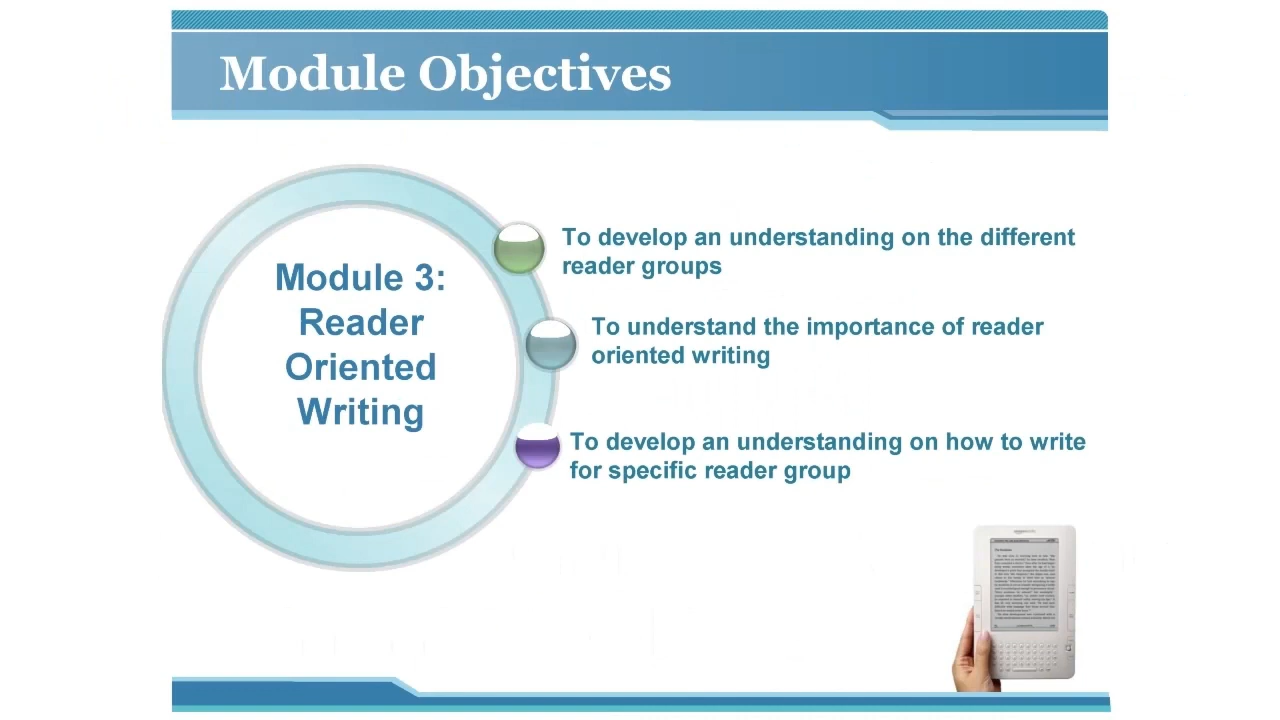 Module Objectives
Module 3:
Reader
Oriented
Writing
To develop an understanding on the different
reader groups
To understand the importance of reader
oriented writing
To develop an understanding on how to write
for specific reader group